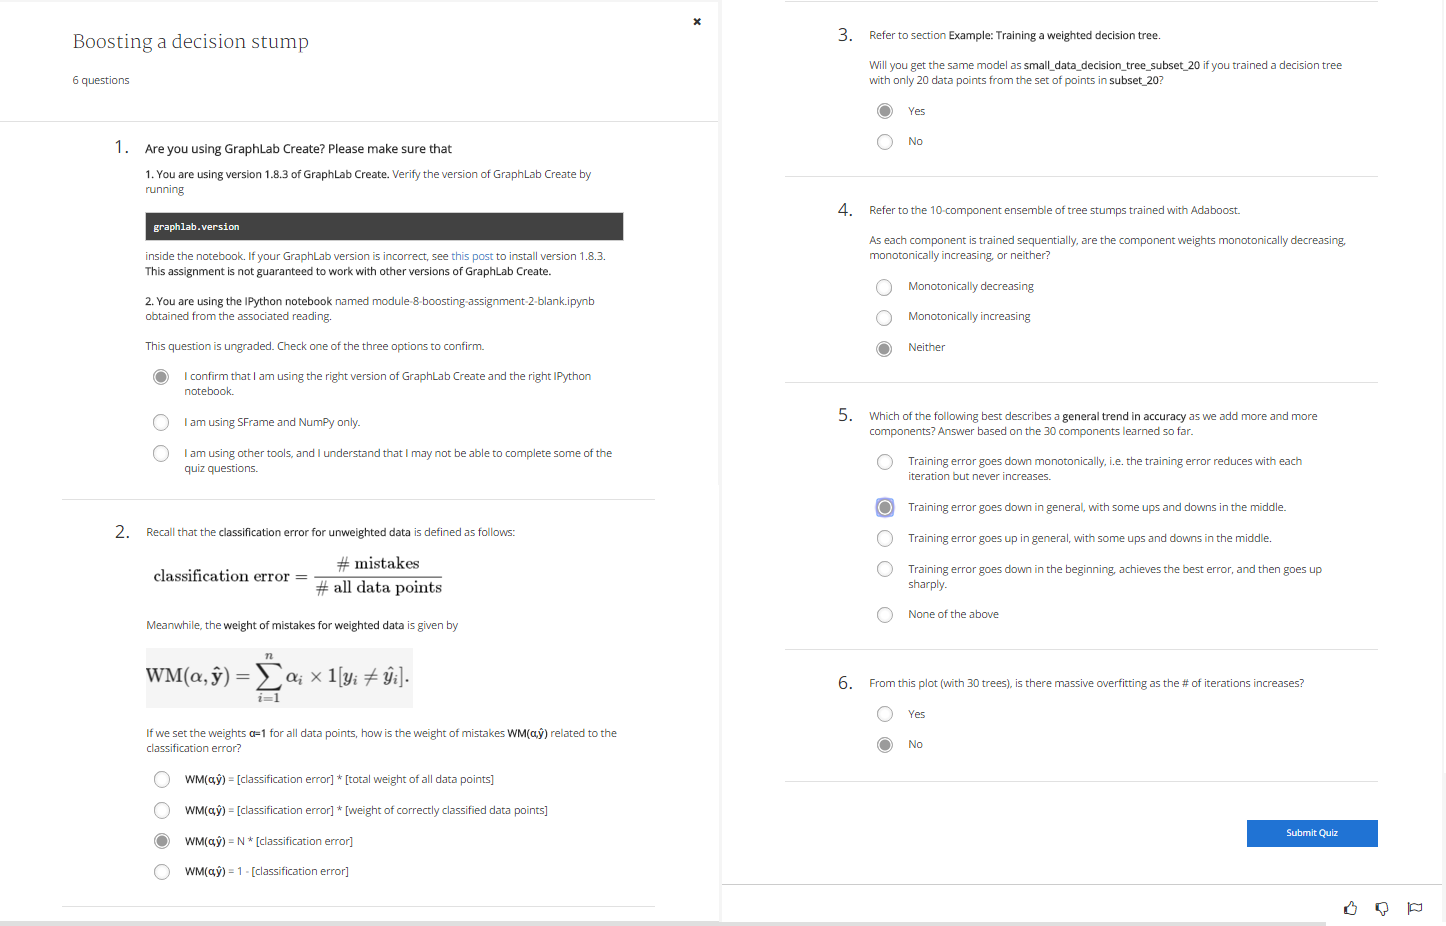 Boosting a decision stump
6 questions
1. Are you using GraphLab Create? Please make sure that
1. You are using version 1.8.3 of GraphLab Create. Verify the version of GraphLab Create by
running
graphlab.version
inside the notebook. If your GraphLab version is incorrect, see this post to install version 1.8.3.
This assignment is not guaranteed to work with other versions of GraphLab Create.
2. You are using the IPython notebook named module-8-boosting-assignment-2-blank.ipynb
obtained from the associated reading.
This question is ungraded. Check one of the three options to confirm.
I confirm that I am using the right version of GraphLab Create and the right IPython
notebook.
I am using SFrame and NumPy only.
I am using other tools, and I understand that I may not be able to complete some of the
quiz questions.
2. Recall that the classification error for unweighted data is defined as follows:
classification error = # mistakes / # all data points
Meanwhile, the weight of mistakes for weighted data is given by
WM(α, ŷ) = ∑_{i=1}^{n} α_i × 1[y_i ≠ ŷ_i].
If we set the weights α=1 for all data points, how is the weight of mistakes WM(α,ŷ) related to the
classification error?
WM(α,ŷ) = [classification error] * [total weight of all data points]
WM(α,ŷ) = [classification error] * [weight of correctly classified data points]
WM(α,ŷ) = N * [classification error]
WM(α,ŷ) = 1 - [classification error]
3. Refer to section Example: Training a weighted decision tree.
Will you get the same model as small_data_decision_tree_subset_20 if you trained a decision tree
with only 20 data points from the set of points in subset_20?
Yes
No
4. Refer to the 10-component ensemble of tree stumps trained with Adaboost.
As each component is trained sequentially, are the component weights monotonically decreasing,
monotonically increasing, or neither?
Monotonically decreasing
Monotonically increasing
Neither
5. Which of the following best describes a general trend in accuracy as we add more and more
components? Answer based on the 30 components learned so far.
Training error goes down monotonically, i.e. the training error reduces with each
iteration but never increases.
Training error goes down in general, with some ups and downs in the middle.
Training error goes up in general, with some ups and downs in the middle.
Training error goes down in the beginning, achieves the best error, and then goes up
sharply.
None of the above
6. From this plot (with 30 trees), is there massive overfitting as the # of iterations increases?
Yes
No
Submit Quiz